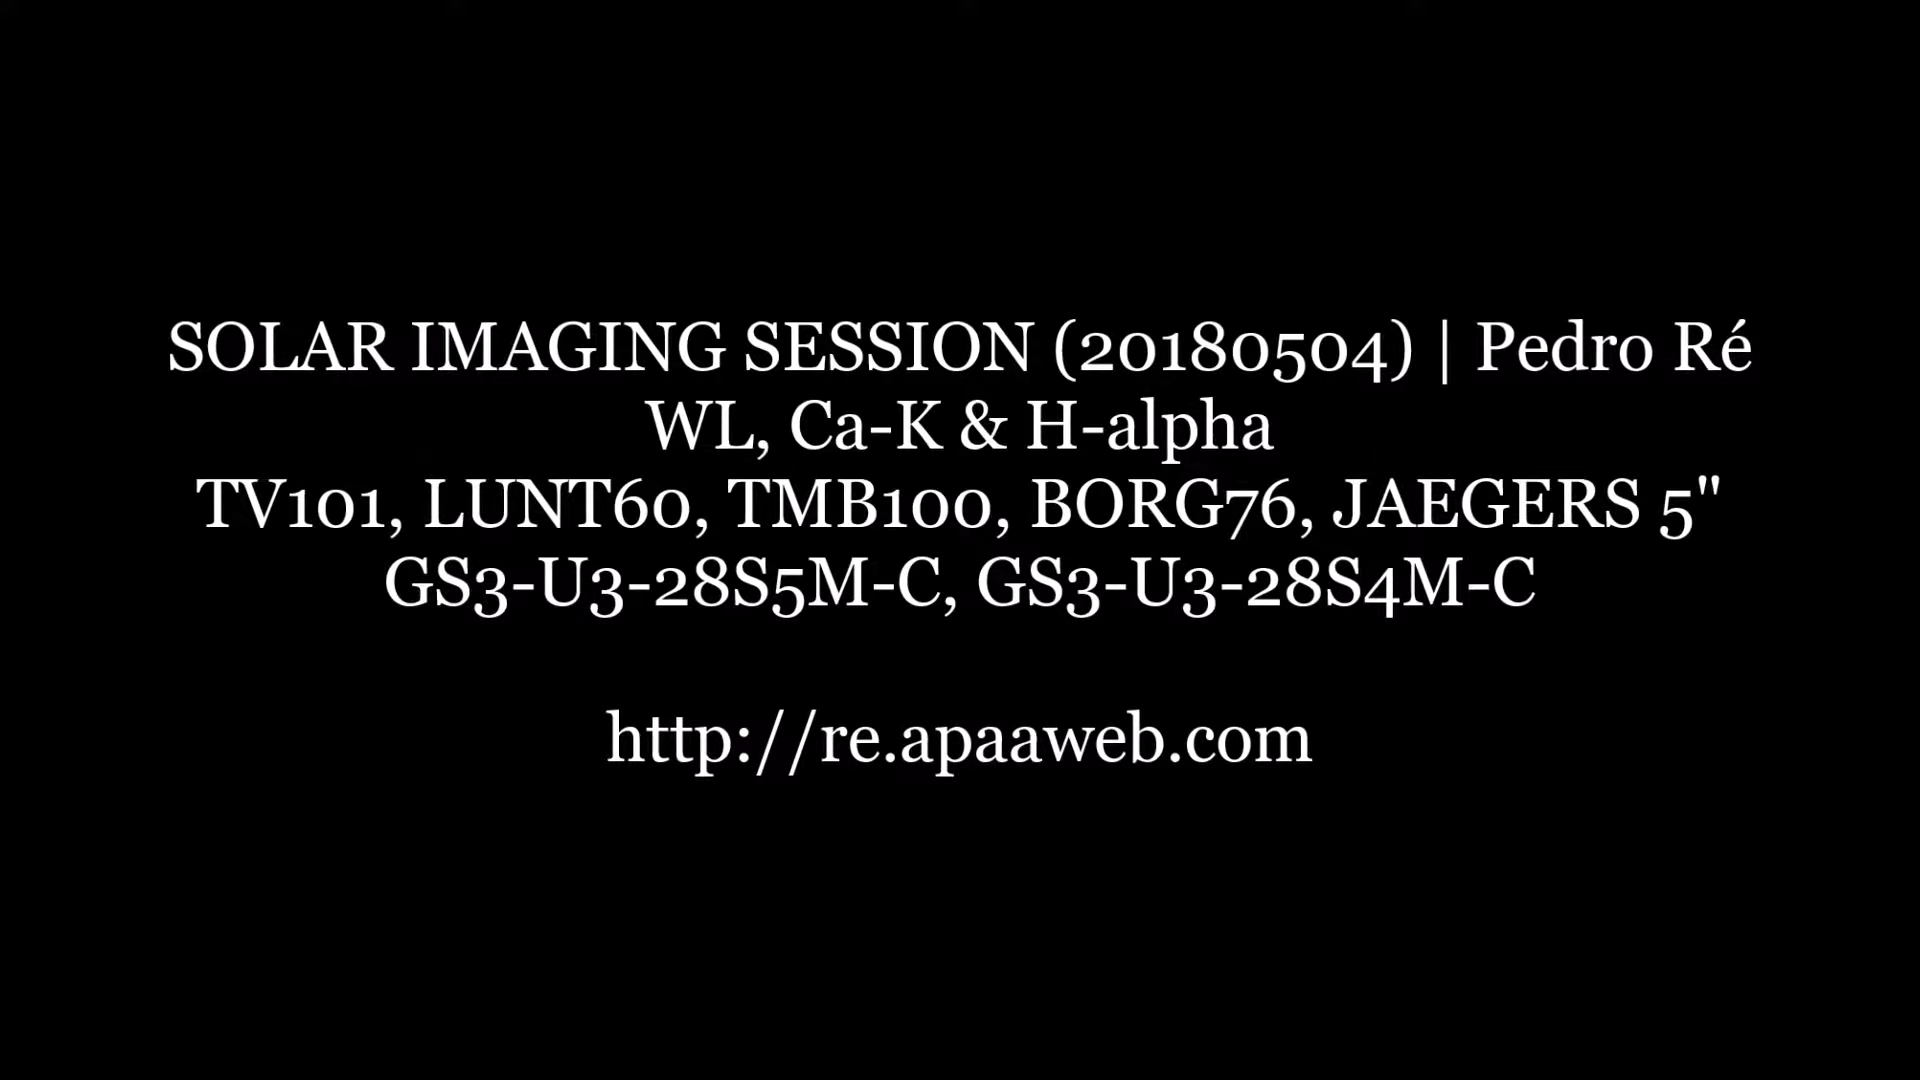 SOLAR IMAGING SESSION (20180504) | Pedro Ré
WL, Ca-K & H-alpha
TV101, LUNT60, TMB100, BORG76, JAEGERS 5"
GS3-U3-28S5M-C, GS3-U3-28S4M-C
http://re.apaaweb.com